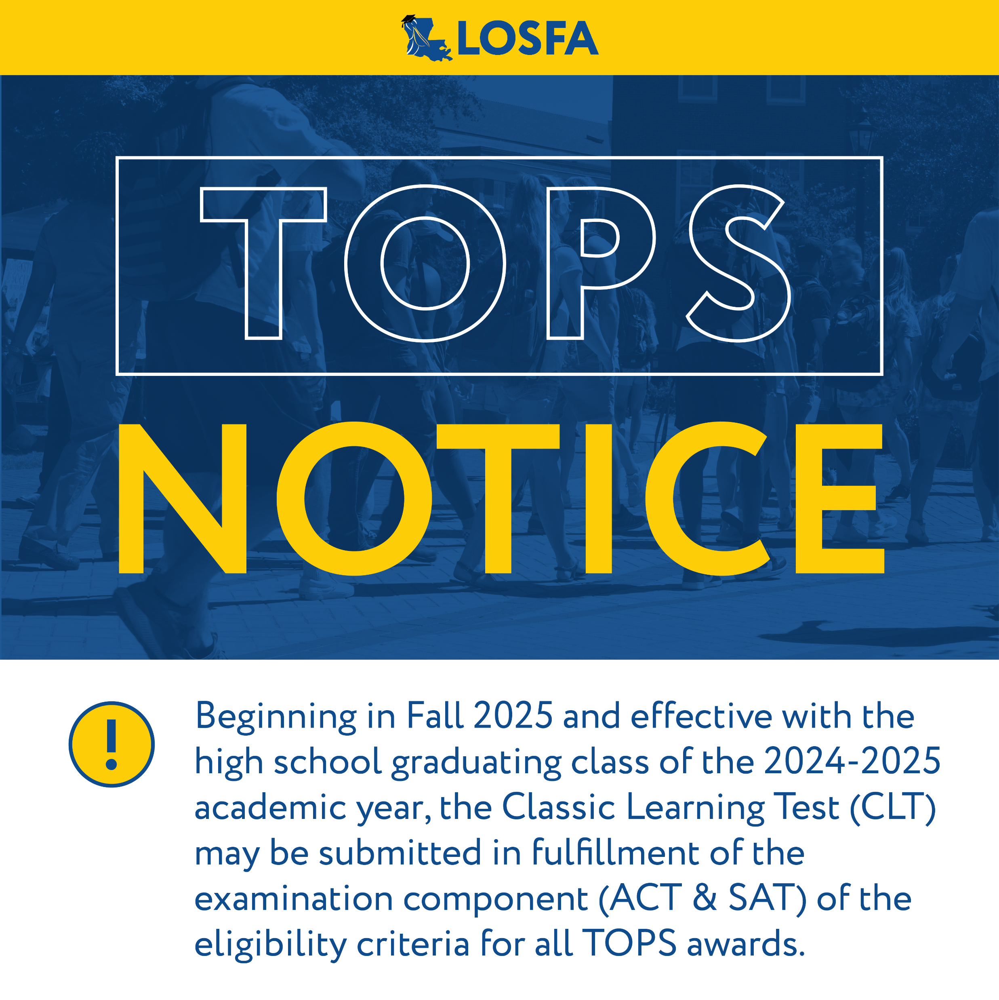 LOSFA
TOPS
NOTICE
!
Beginning in Fall 2025 and effective with the
high school graduating class of the 2024-2025
academic year, the Classic Learning Test (CLT)
may be submitted in fulfillment of the
examination component (ACT & SAT) of the
eligibility criteria for all TOPS awards.